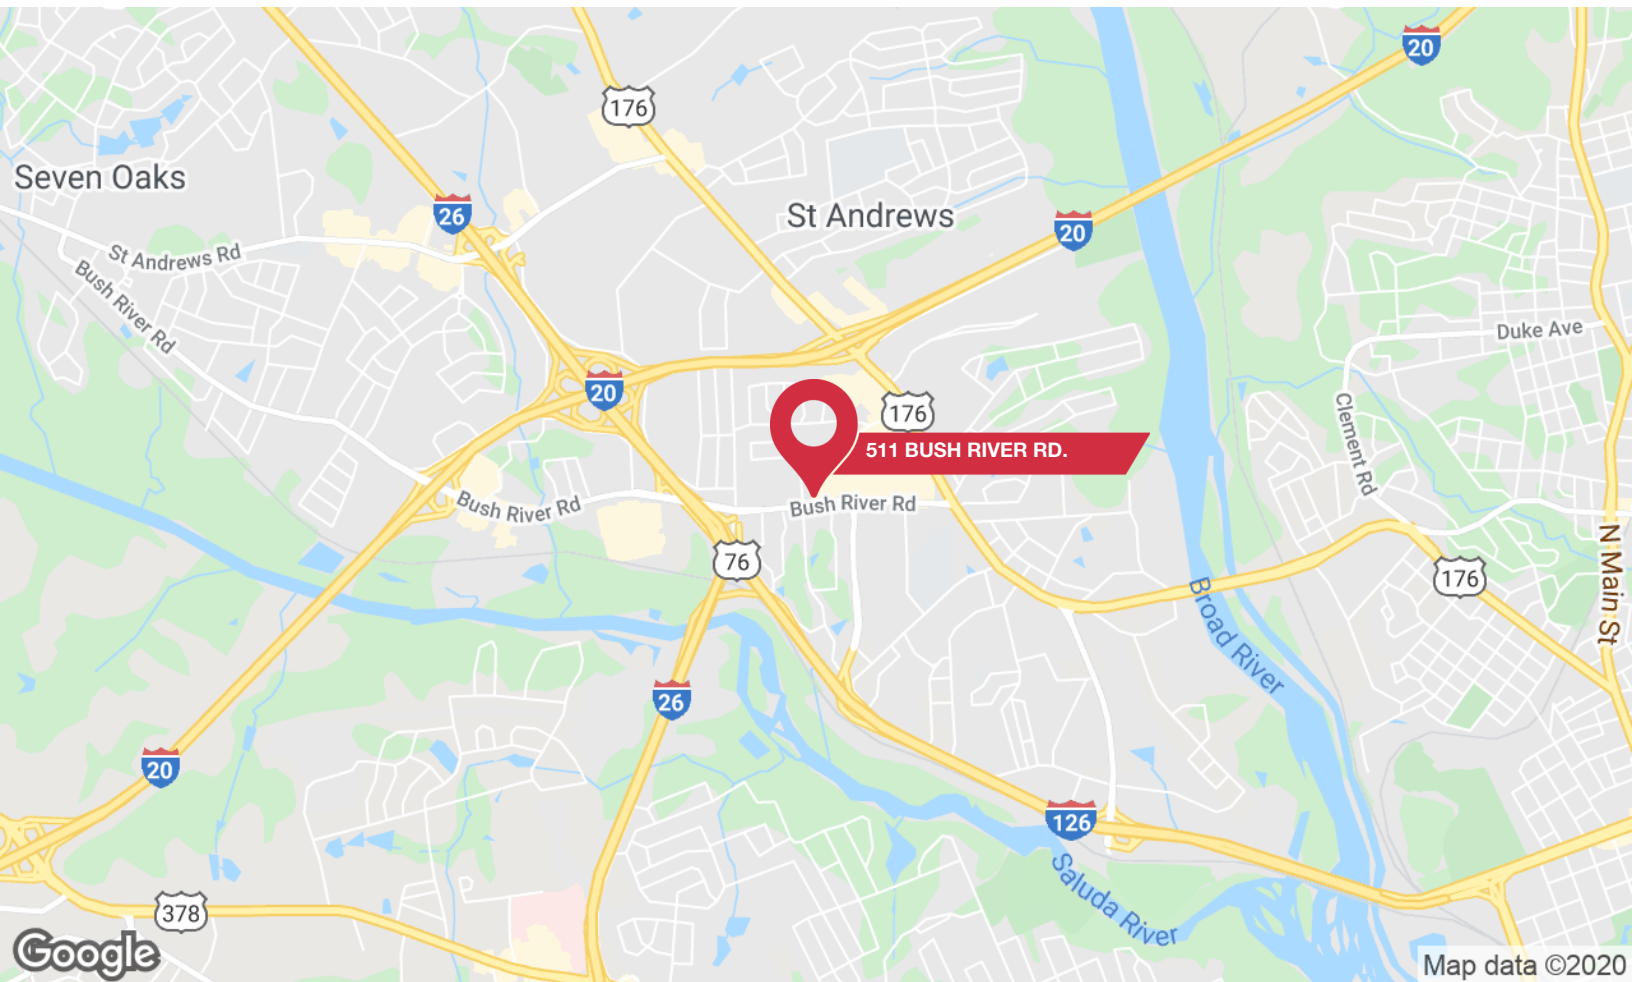 20
176
Seven Oaks
26
St Andrews
20
St Andrews Rd
Bush River Rd
Duke Ave
20
176
Clement Rd
511 BUSH RIVER RD.
Bush River Rd
Bush River Rd
N Main St
76
176
Broad River
26
20
126
Saluda River
378
Google
Map data ©2020